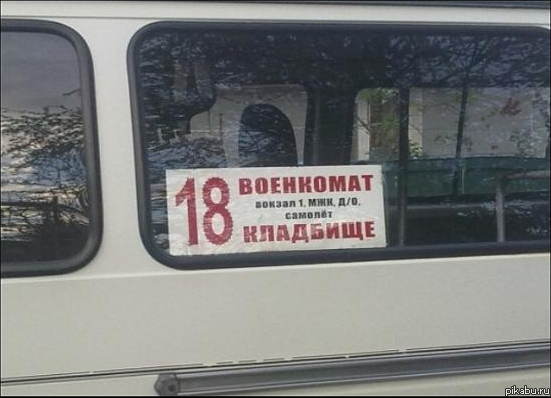 18
ВОЕНКОМАТ
вокзал 1, МЖК, Д/О,
самолёт
КЛАДБИЩЕ
pikabu.ru